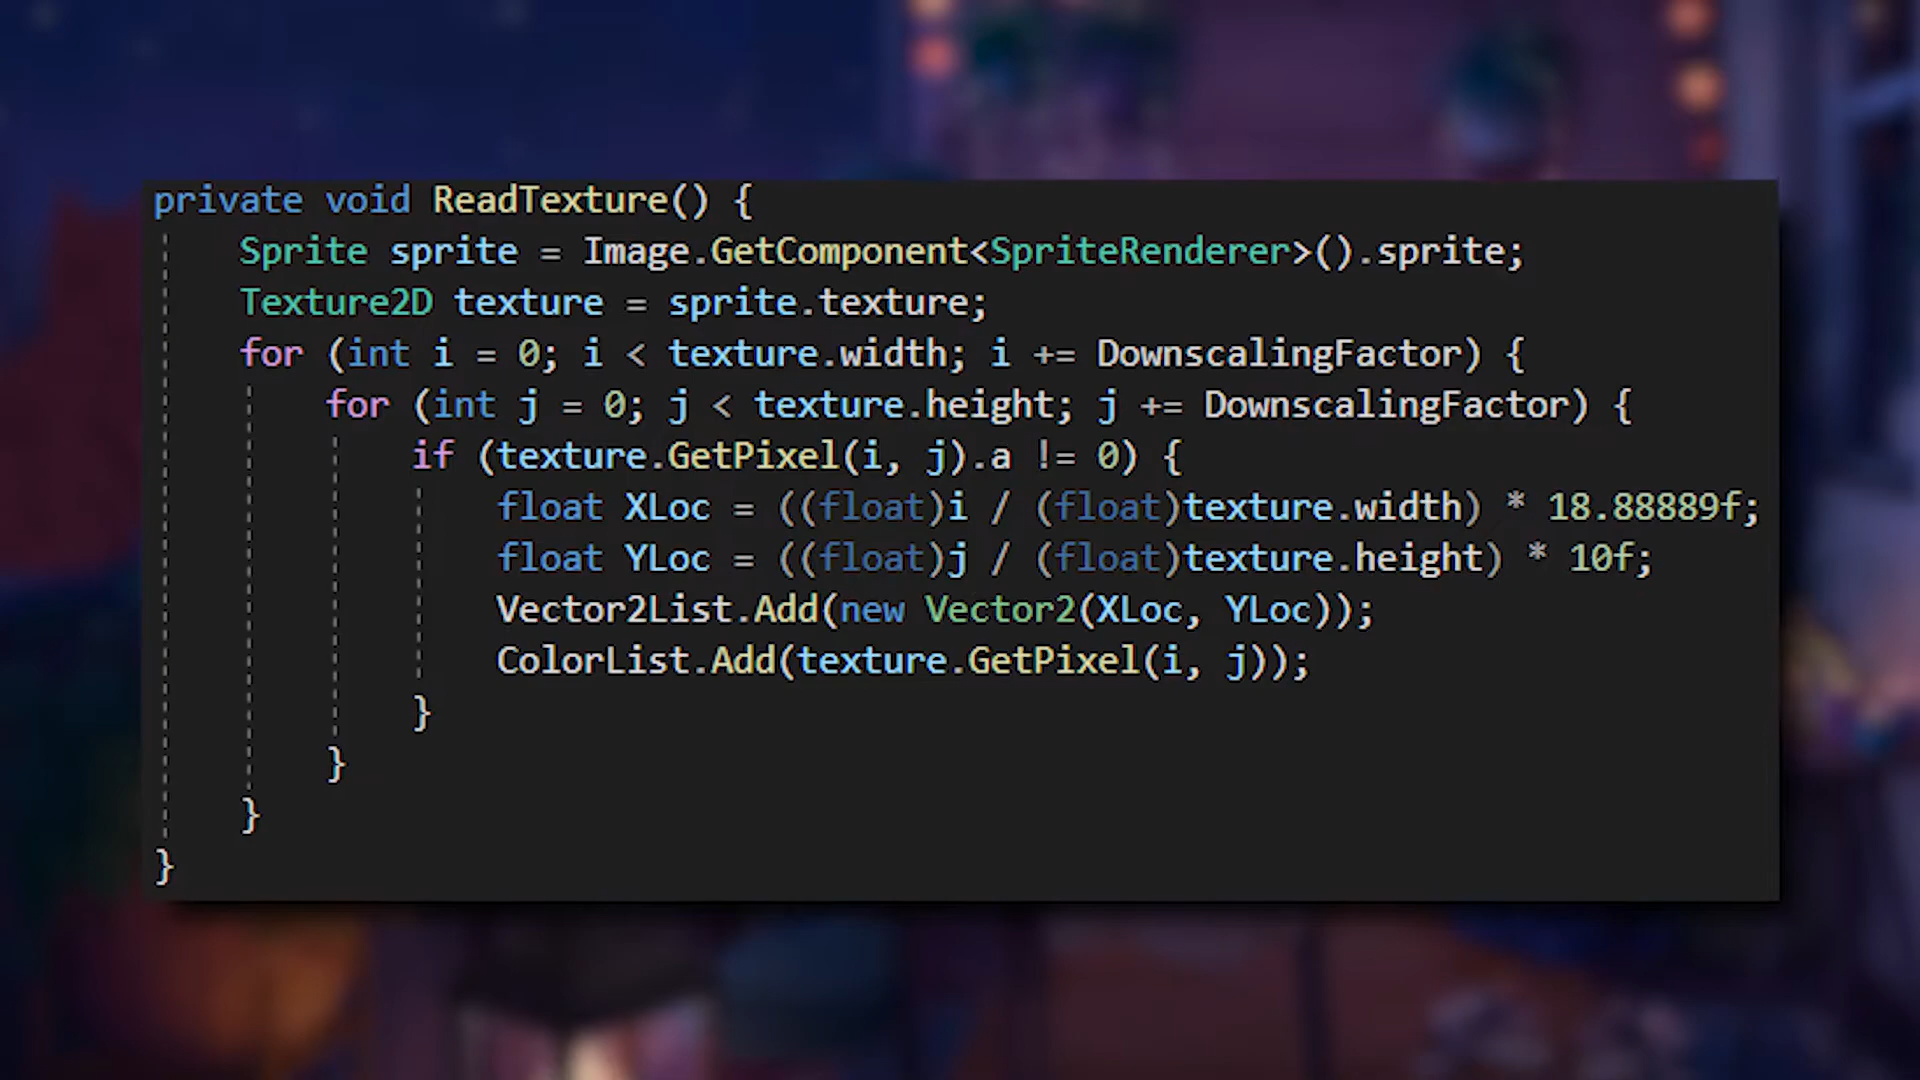 private void ReadTexture() {
    Sprite sprite = Image.GetComponent<SpriteRenderer>().sprite;
    Texture2D texture = sprite.texture;
    for (int i = 0; i < texture.width; i += DownscalingFactor) {
        for (int j = 0; j < texture.height; j += DownscalingFactor) {
            if (texture.GetPixel(i, j).a != 0) {
                float XLoc = ((float)i / (float)texture.width) * 18.88889f;
                float YLoc = ((float)j / (float)texture.height) * 10f;
                Vector2List.Add(new Vector2(XLoc, YLoc));
                ColorList.Add(texture.GetPixel(i, j));
            }
        }
    }
}